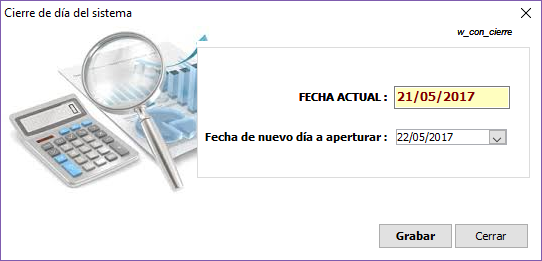 Cierre de día del sistema
w_con_cierre
FECHA ACTUAL : 21/05/2017
Fecha de nuevo día a aperturar : 22/05/2017
Grabar Cerrar